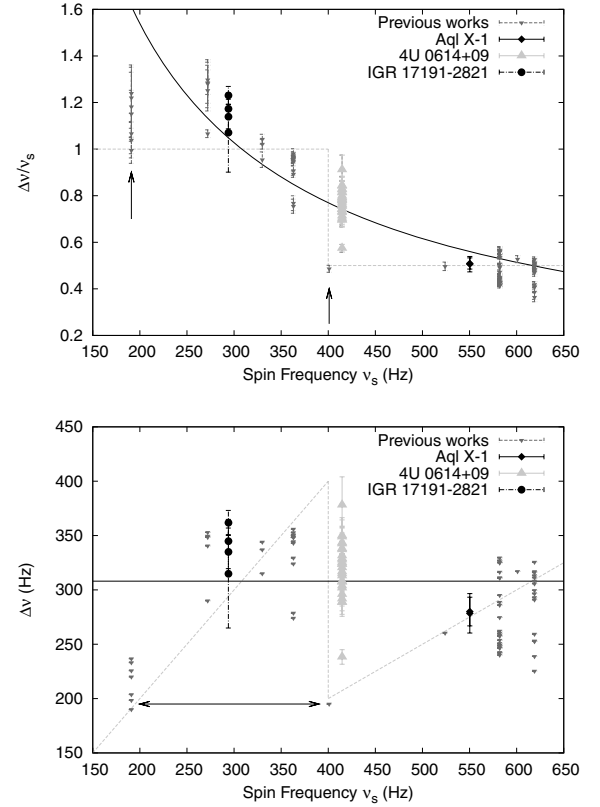 1.6
1.4
1.2
1
0.8
0.6
0.4
0.2
Δν/νs
Previous works
Aql X-1
4U 0614+09
IGR 17191-2821
150 200 250 300 350 400 450 500 550 600 650
Spin Frequency νs (Hz)
450
400
350
300
250
200
150
Δν (Hz)
Previous works
Aql X-1
4U 0614+09
IGR 17191-2821
150 200 250 300 350 400 450 500 550 600 650
Spin Frequency νs (Hz)